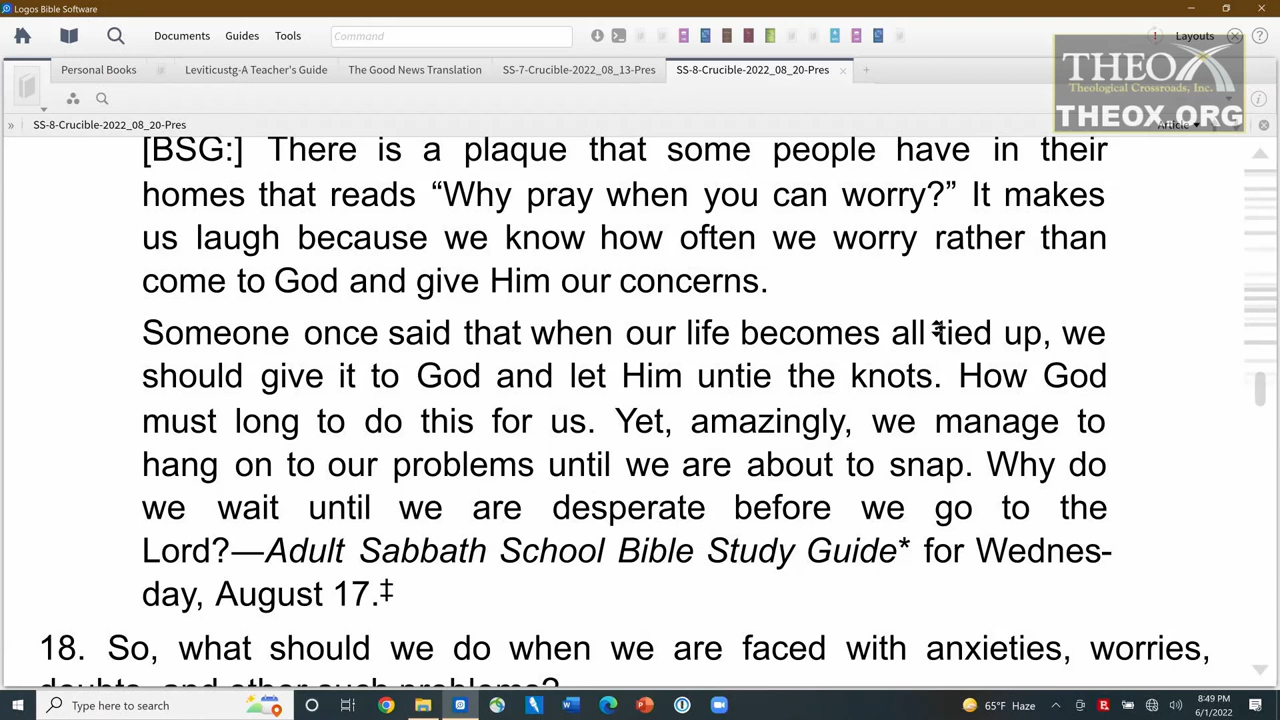 Logos Bible Software
Documents Guides Tools Command Layouts
Personal Books Leviticustg-A Teacher's Guide The Good News Translation SS-7-Crucible-2022_08_13-Pres SS-8-Crucible-2022_08_20-Pres
THEOX
Theological Crossroads, Inc.
THEOX.ORG
SS-8-Crucible-2022_08_20-Pres Article
[BSG:] There is a plaque that some people have in their
homes that reads “Why pray when you can worry?” It makes
us laugh because we know how often we worry rather than
come to God and give Him our concerns.
Someone once said that when our life becomes all tied up, we
should give it to God and let Him untie the knots. How God
must long to do this for us. Yet, amazingly, we manage to
hang on to our problems until we are about to snap. Why do
we wait until we are desperate before we go to the
Lord?—Adult Sabbath School Bible Study Guide* for Wednes-
day, August 17.‡
18. So, what should we do when we are faced with anxieties, worries,
doubts, and other such problems?
Type here to search 65°F Haze 8:49 PM
6/1/2022